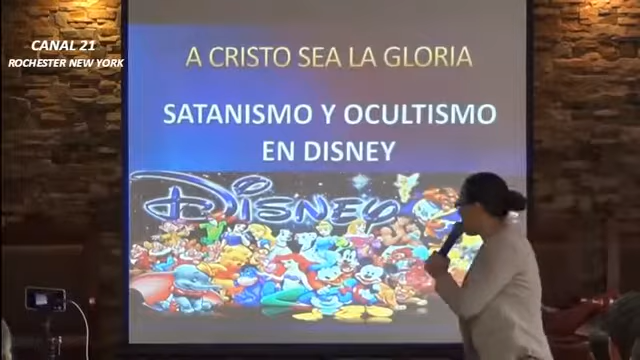 CANAL 21
ROCHESTER NEW YORK
A CRISTO SEA LA GLORIA
SATANISMO Y OCULTISMO
EN DISNEY
Disney